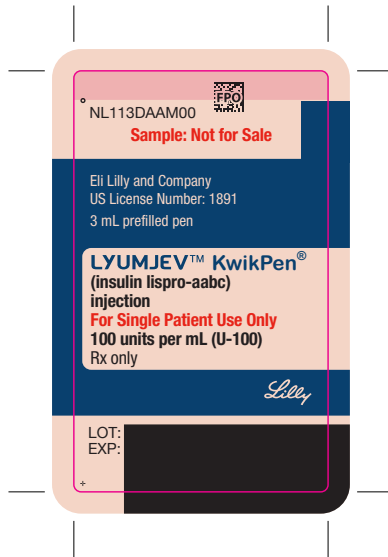 FPO
NL113DAAM00
Sample: Not for Sale
Eli Lilly and Company
US License Number: 1891
3 mL prefilled pen
LYUMJEV™ KwikPen®
(insulin lispro-aabc)
injection
For Single Patient Use Only
100 units per mL (U-100)
Rx only
Lilly
LOT:
EXP: